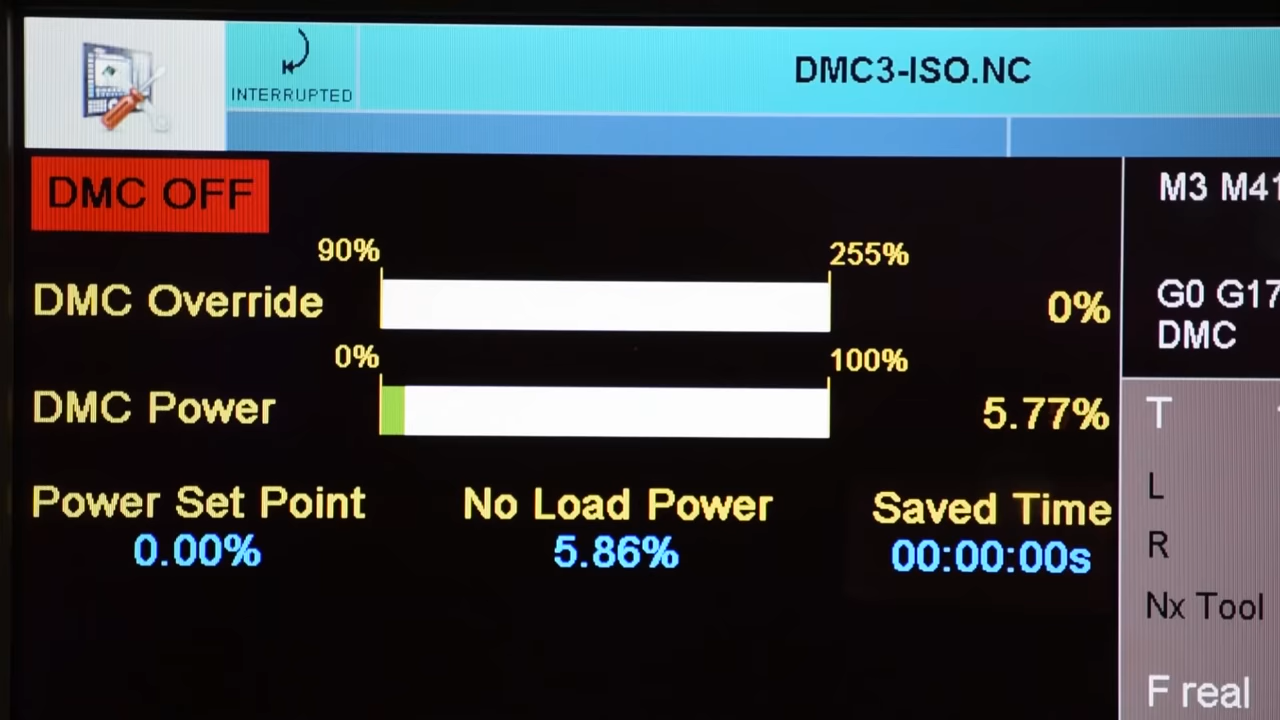 INTERRUPTED
DMC3-ISO.NC
DMC OFF
M3 M41
90%
255%
DMC Override
0%
G0 G17
DMC
0%
100%
DMC Power
5.77%
T
Power Set Point
No Load Power
Saved Time
L
0.00%
5.86%
00:00:00s
R
Nx Tool
F real